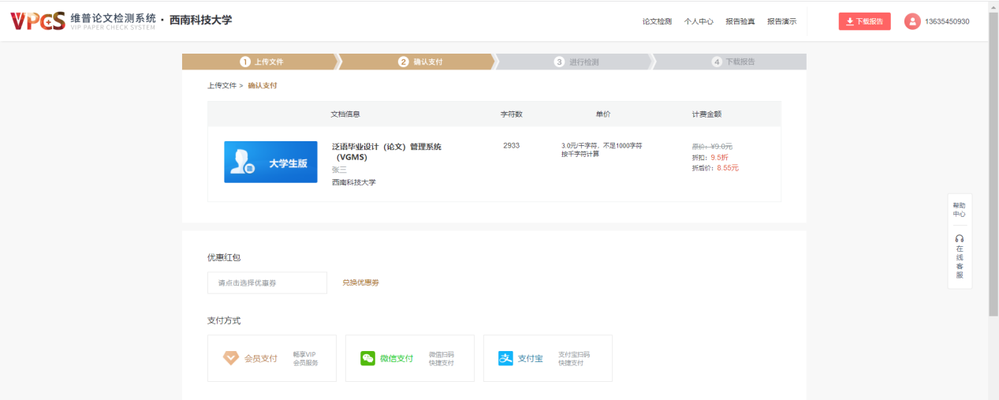 VPCS 维普论文检测系统 · 西南科技大学
VIP PAPER CHECK SYSTEM
论文检测 个人中心 报告验真 报告演示 下载报告 13635450930
1 上传文件 2 确认支付 3 进行检测 4 下载报告
上传文件 > 确认支付
文档信息 字符数 单价 计费金额
大学生版
泛语毕业设计（论文）管理系统
（VGMS）
张三
西南科技大学
2933
3.0元/千字符，不足1000字符
按千字符计算
原价：¥9.0元
折扣：9.5折
折后价：8.55元
帮助
中心
在
线
客
服
优惠红包
请点击选择优惠券 兑换优惠券
支付方式
会员支付 畅享VIP
会员服务
微信支付 微信扫码
快捷支付
支 支付宝 支付宝扫码
快捷支付